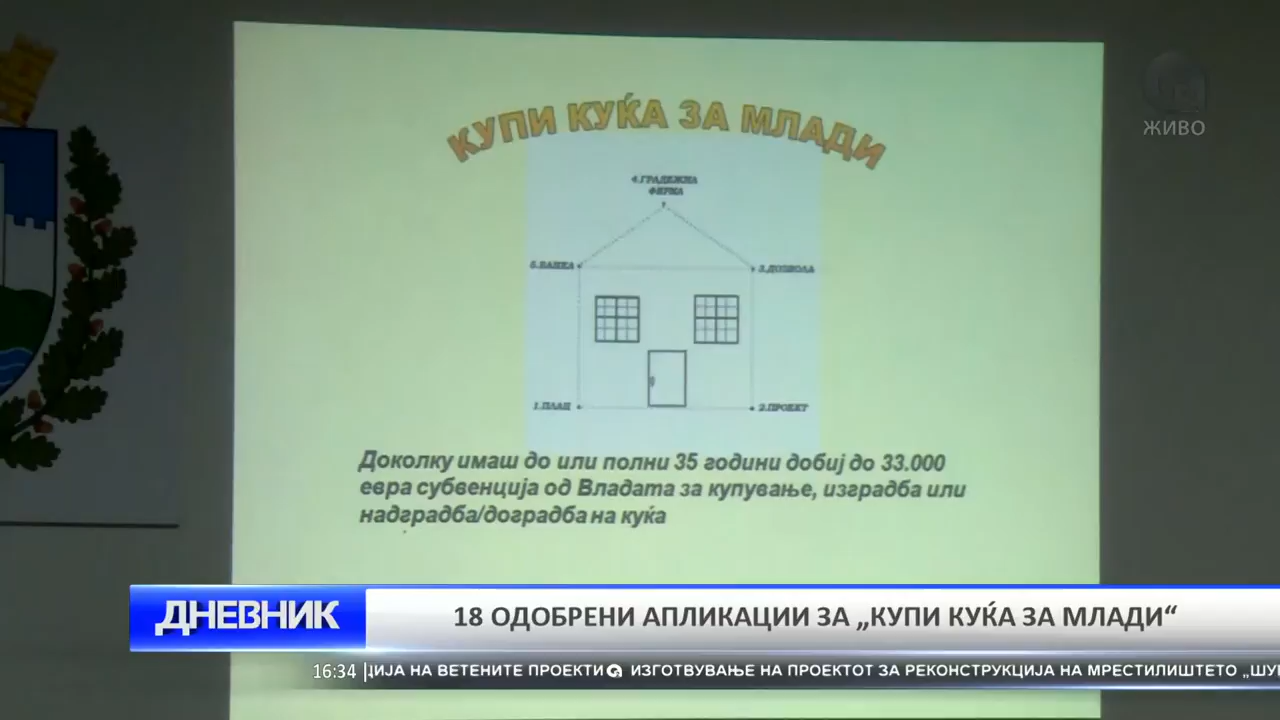 ЖИВО
КУПИ КУЌА ЗА МЛАДИ
4.ГРАДЕЖНА
ФИРМА
5.БАНКА
3.ДОЗВОЛА
1.ПЛАЦ
2.ПРОЕКТ
Доколку имаш до или полни 35 години добиј до 33.000
евра субвенција од Владата за купување, изградба или
надградба/доградба на куќа
ДНЕВНИК
18 ОДОБРЕНИ АПЛИКАЦИИ ЗА „КУПИ КУЌА ЗА МЛАДИ“
16:34 ЦИЈА НА ВЕТЕНИТЕ ПРОЕКТИ ИЗГОТВУВАЊЕ НА ПРОЕКТОТ ЗА РЕКОНСТРУКЦИЈА НА МРЕСТИЛИШТЕТО „ШУ